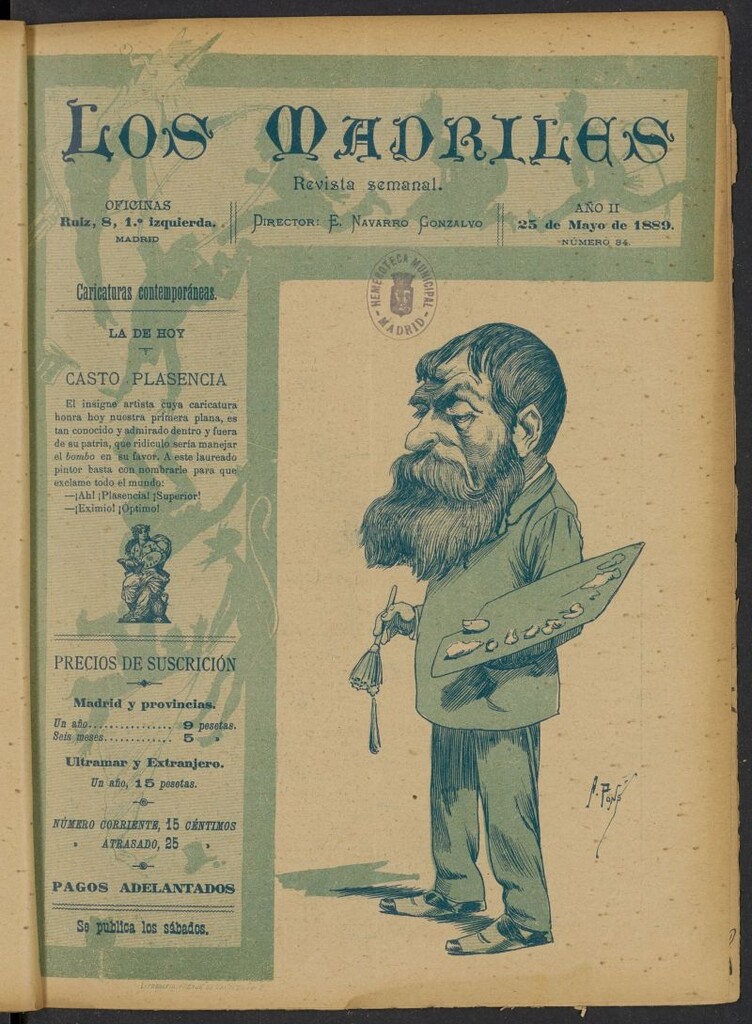 LOS MADRILES
Revista semanal.
OFICINAS
Ruiz, 8, 1.º izquierda.
MADRID
DIRECTOR: E. NAVARRO GONZALVO
AÑO II
25 de Mayo de 1889.
NÚMERO 34.
HEMEROTECA MUNICIPAL
MADRID
Caricaturas contemporáneas.
LA DE HOY
CASTO PLASENCIA
El insigne artista cuya caricatura
honra hoy nuestra primera plana, es
tan conocido y admirado dentro y fuera
de su patria, que ridículo sería manejar
el bombo en su favor. A este laureado
pintor basta con nombrarle para que
exclame todo el mundo:
—¡Ah! ¡Plasencia! ¡Superior!
—¡Eximio! ¡Optimo!
PRECIOS DE SUSCRICIÓN
Madrid y provincias.
Un año................ 9 pesetas.
Seis meses............ 5 »
Ultramar y Extranjero.
Un año, 15 pesetas.
NÚMERO CORRIENTE, 15 CÉNTIMOS
» ATRASADO, 25 »
PAGOS ADELANTADOS
Se publica los sábados.
A. Pons